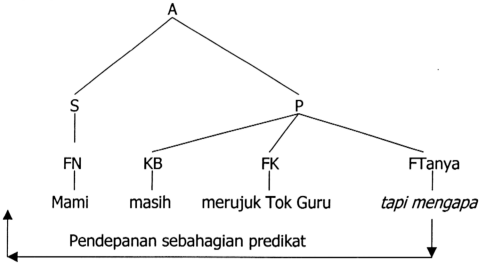 A
S P
FN KB FK FTanya
Mami masih merujuk Tok Guru tapi mengapa
Pendepanan sebahagian predikat